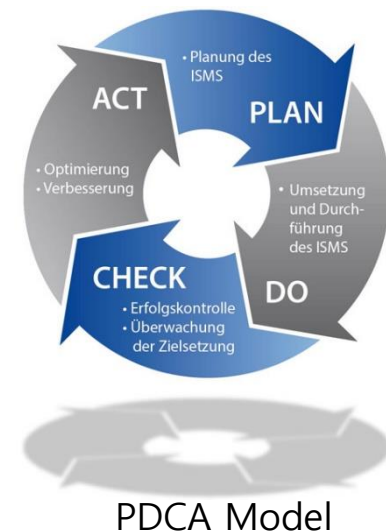 PLAN
• Planung des
ISMS
DO
• Umsetzung
und Durch-
führung
des ISMS
CHECK
• Erfolgskontrolle
• Überwachung
der Zielsetzung
ACT
• Optimierung
• Verbesserung
PDCA Model